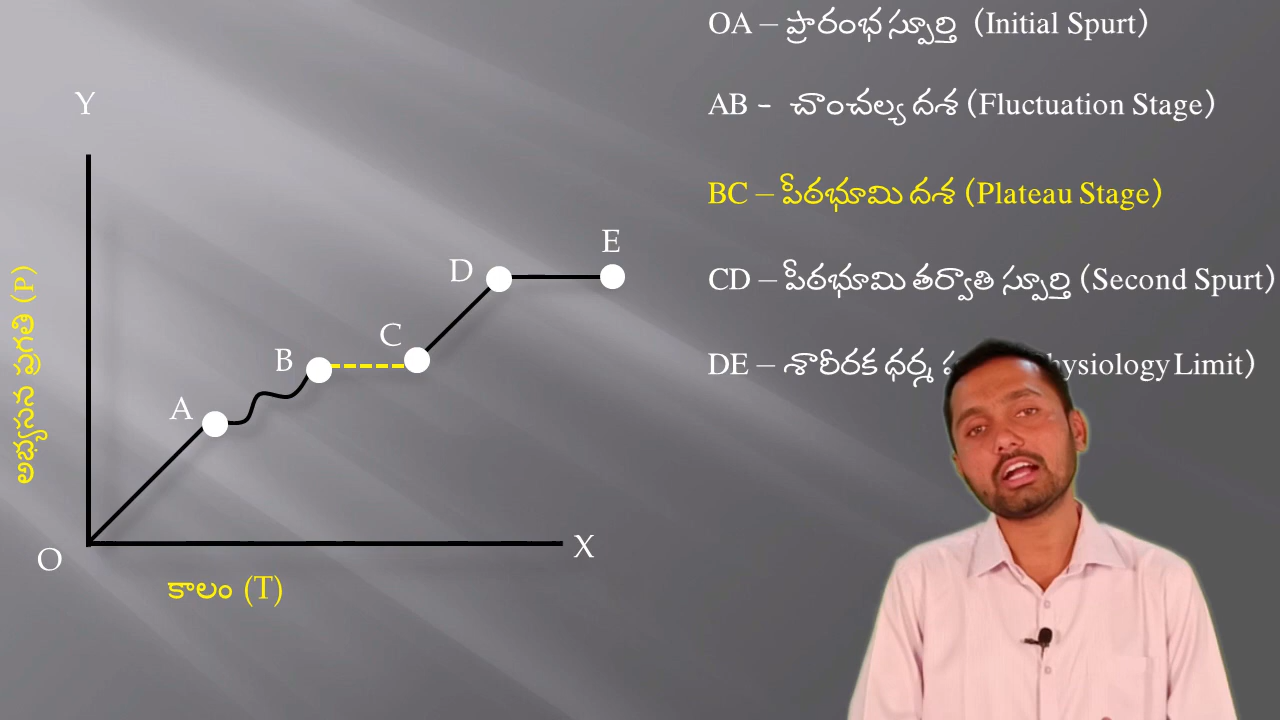 Y
E
D
C
B
A
O
X
అభ్యసన ప్రగతి (P)
కాలం (T)
OA – ప్రారంభ స్పూర్తి (Initial Spurt)
AB - చాంచల్య దశ (Fluctuation Stage)
BC – పీఠభూమి దశ (Plateau Stage)
CD – పీఠభూమి తర్వాతి స్పూర్తి (Second Spurt)
DE – శారీరక ధర్మ Limit)